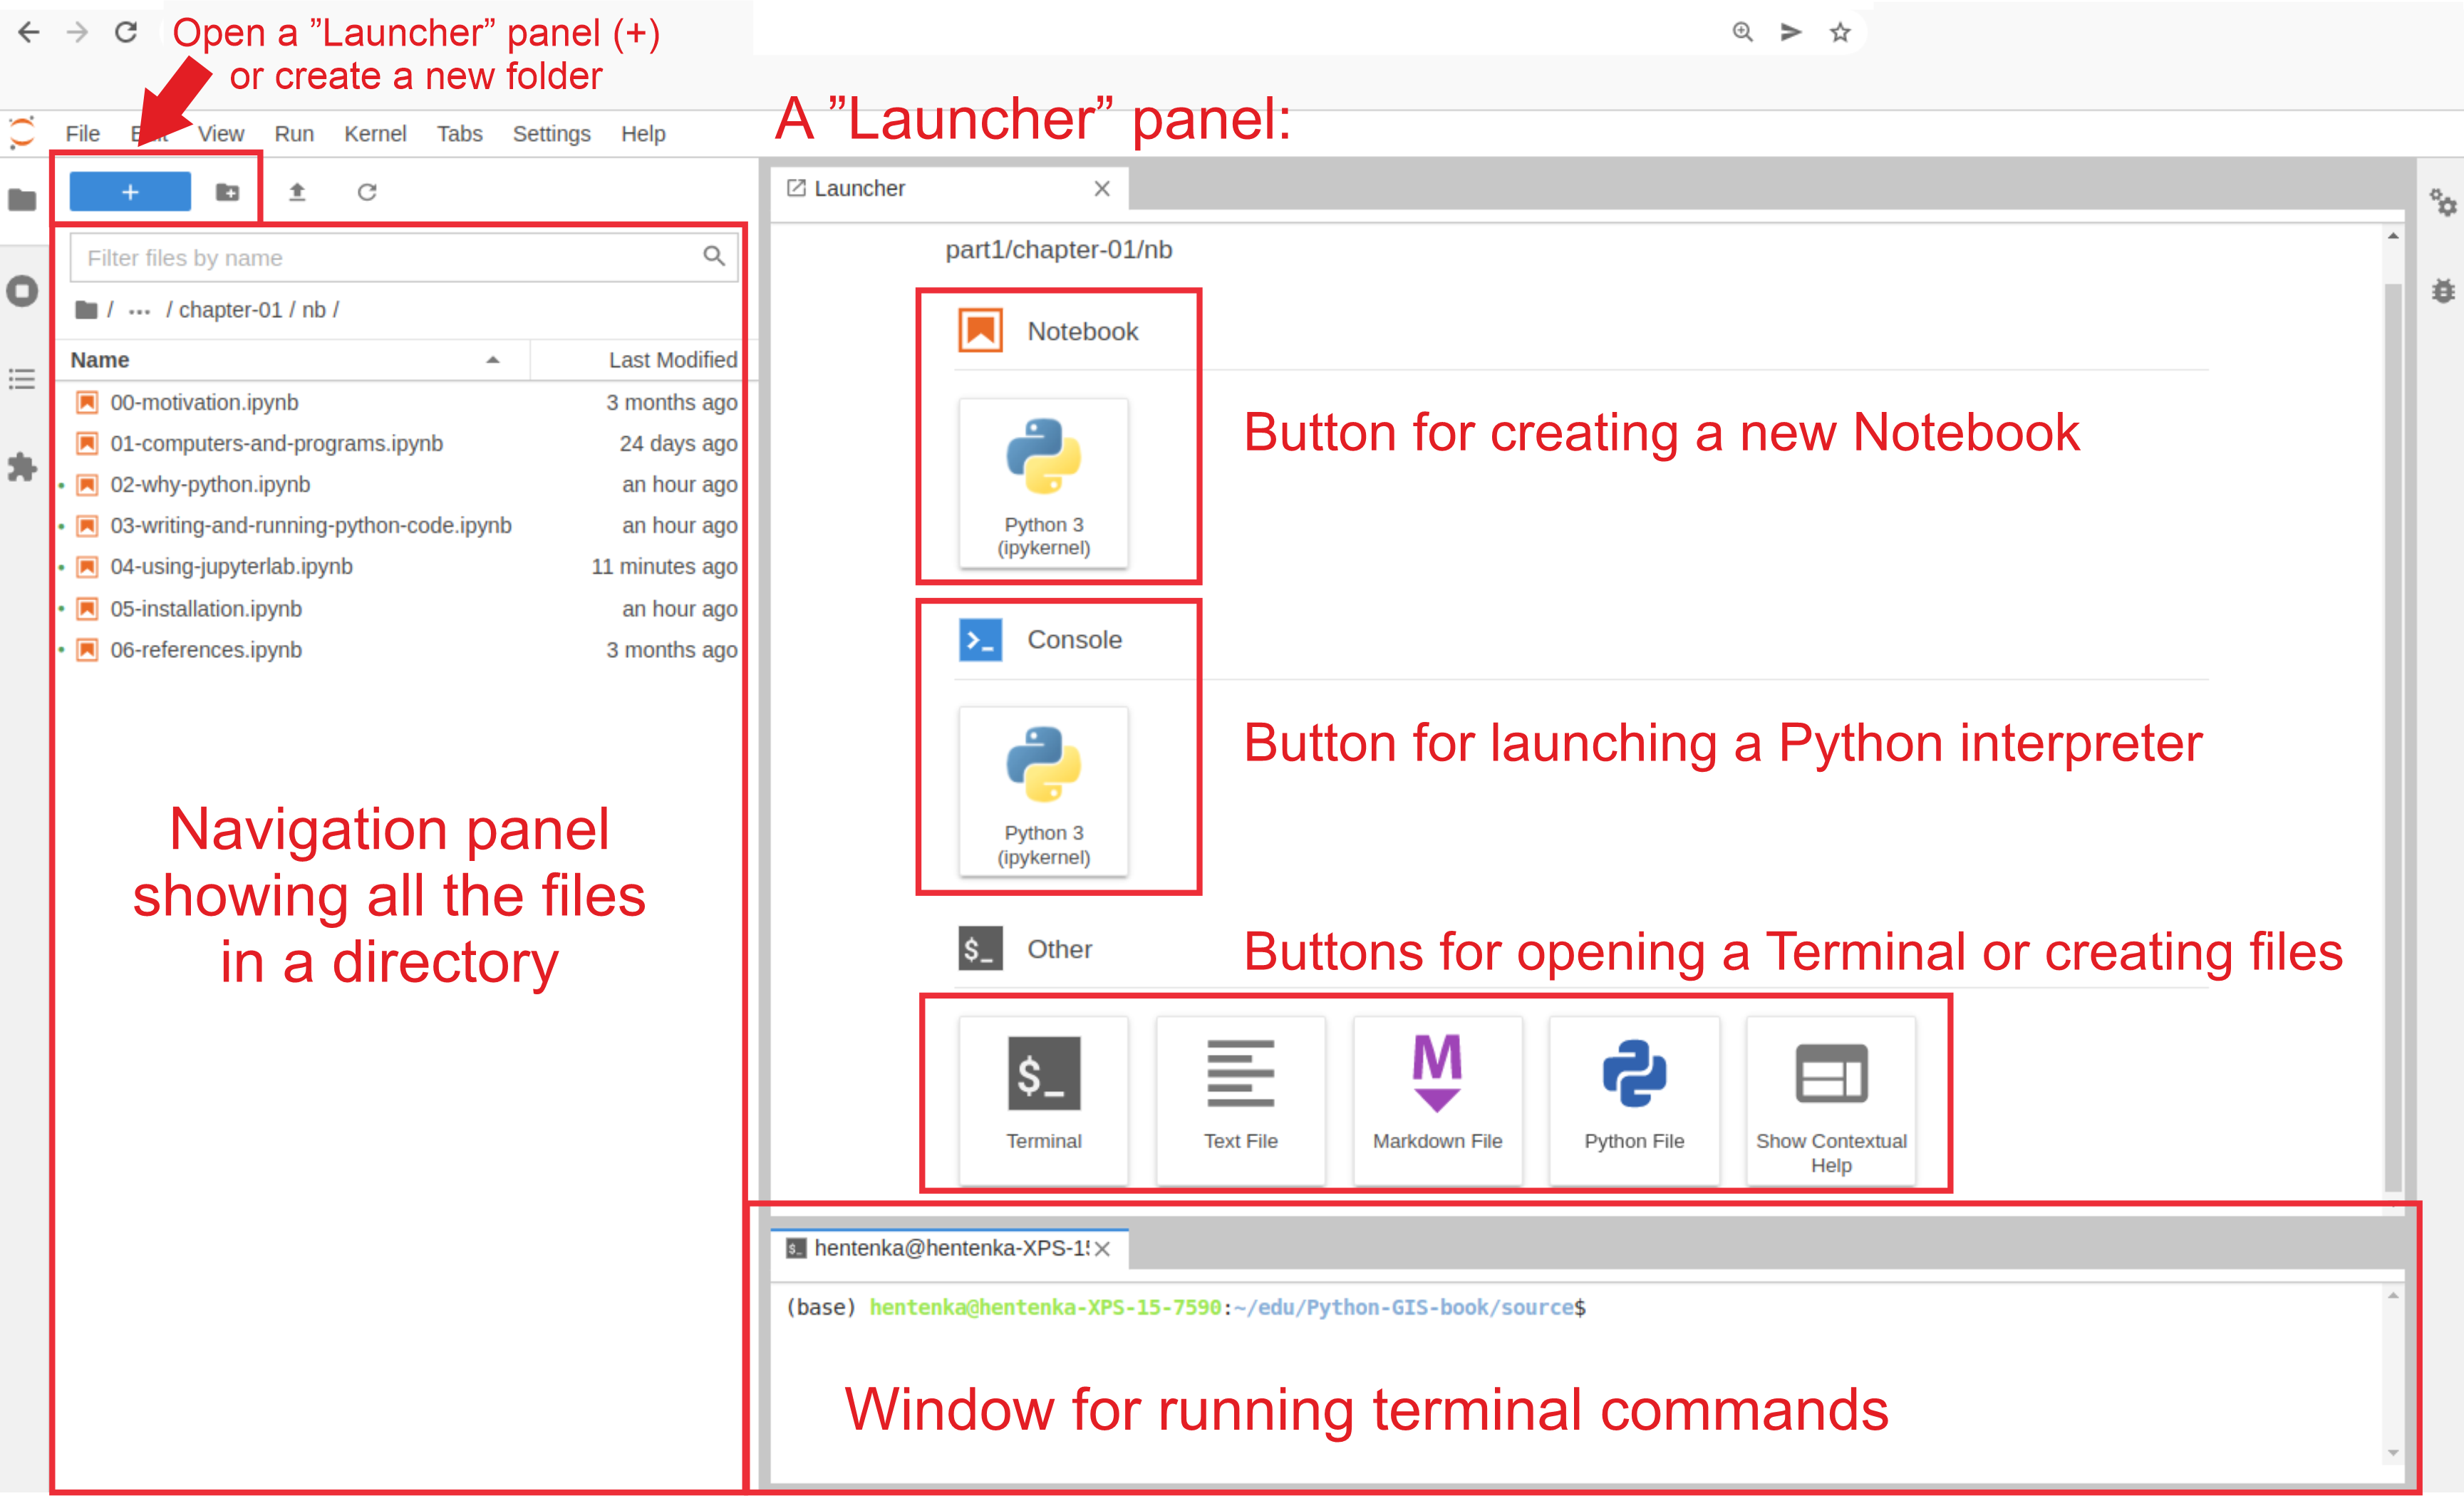 Open a ”Launcher” panel (+)
or create a new folder
File View Run Kernel Tabs Settings Help
A ”Launcher” panel:
+
Launcher
Filter files by name
/ ... / chapter-01 / nb /
Name Last Modified
00-motivation.ipynb 3 months ago
01-computers-and-programs.ipynb 24 days ago
02-why-python.ipynb an hour ago
03-writing-and-running-python-code.ipynb an hour ago
04-using-jupyterlab.ipynb 11 minutes ago
05-installation.ipynb an hour ago
06-references.ipynb 3 months ago
Navigation panel
showing all the files
in a directory
part1/chapter-01/nb
Notebook
Python 3
(ipykernel)
Button for creating a new Notebook
>_ Console
Python 3
(ipykernel)
Button for launching a Python interpreter
$_ Other
Buttons for opening a Terminal or creating files
$_
Terminal
Text File
M
Markdown File
Python File
Show Contextual
Help
hentenka@hentenka-XPS-1
(base) hentenka@hentenka-XPS-15-7590:~/edu/Python-GIS-book/source$
Window for running terminal commands